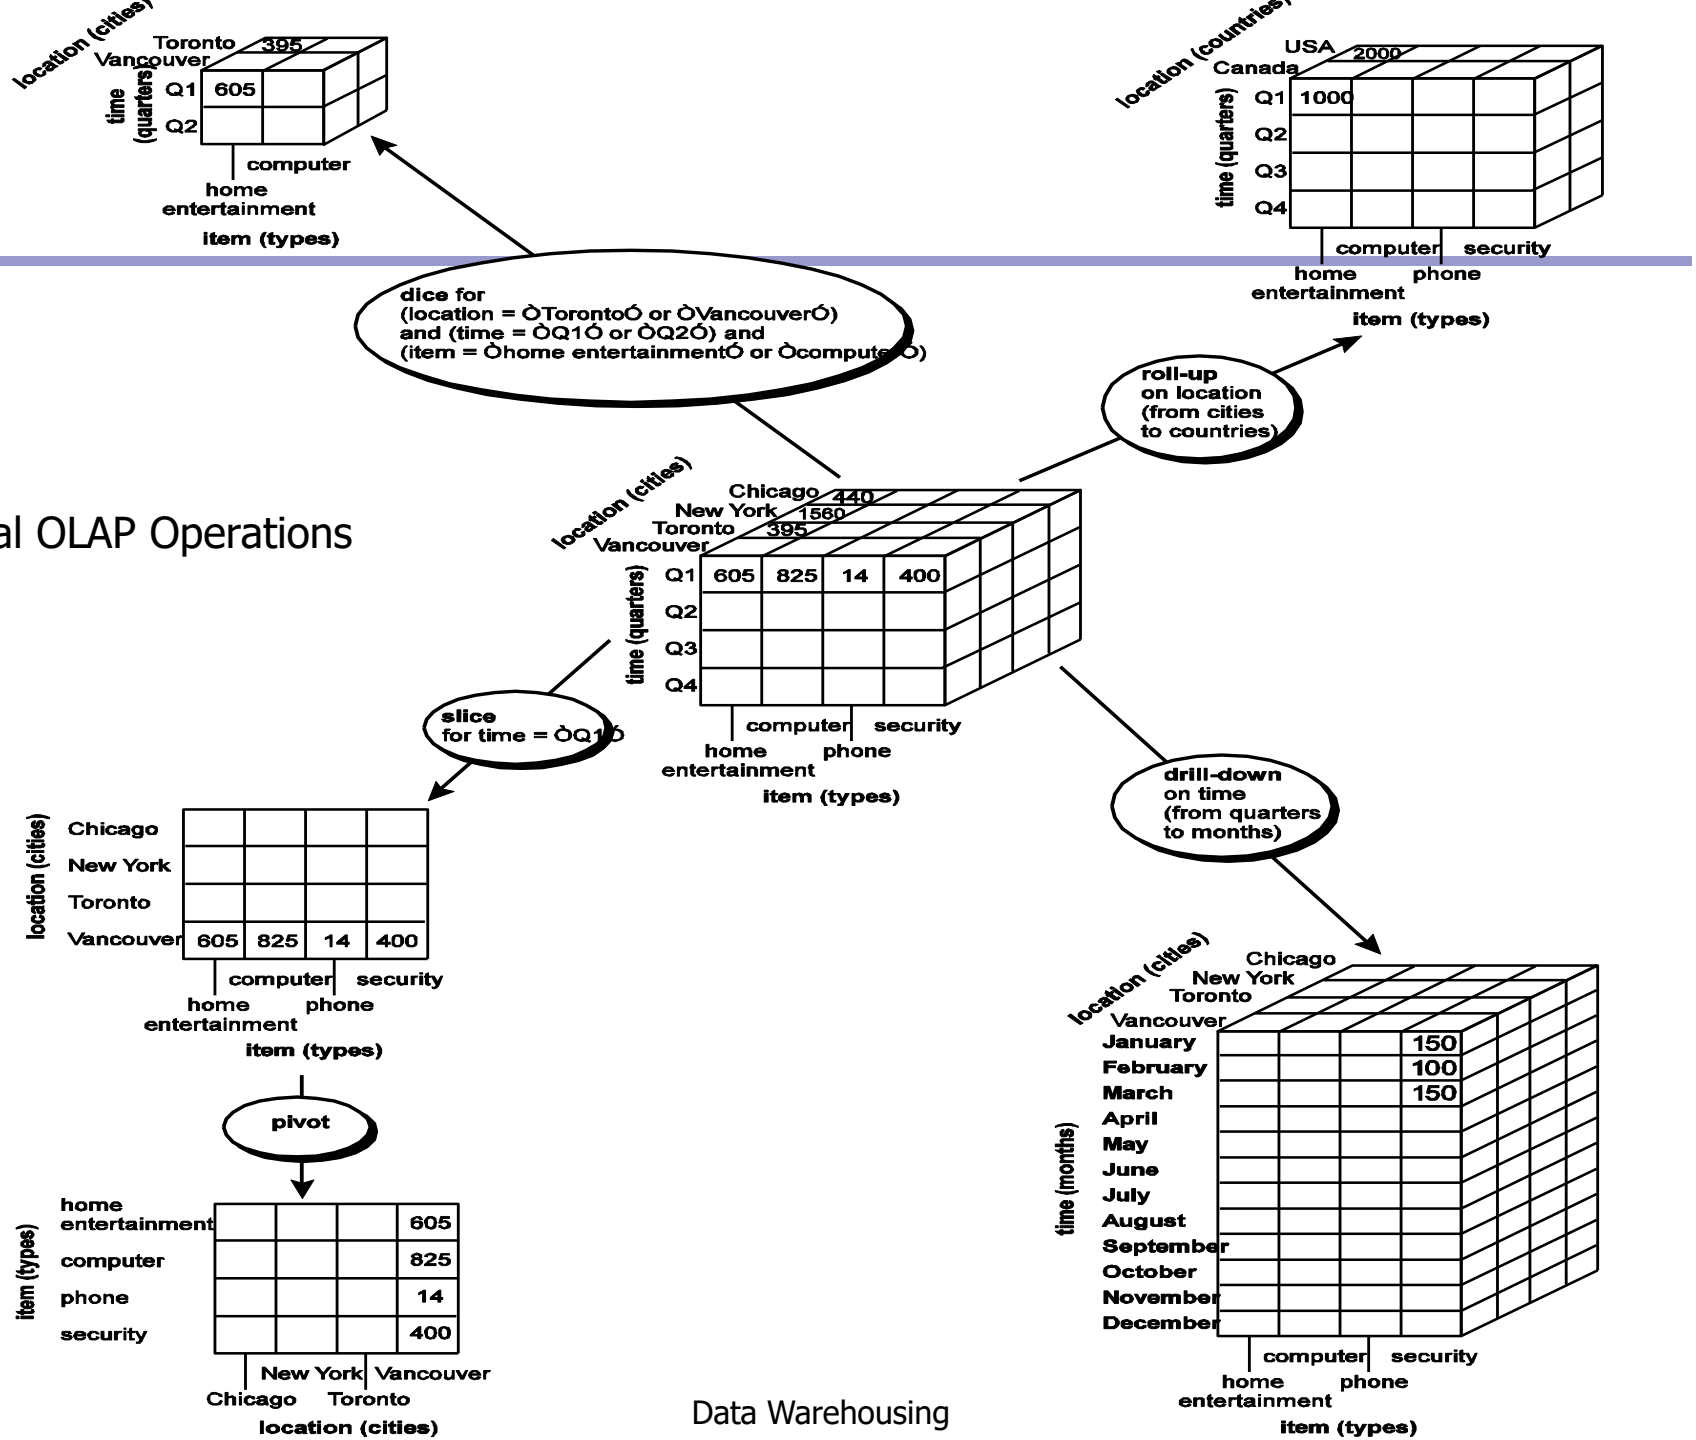 location (cities)
Toronto 395
Vancouver
time
(quarters)
Q1 605
Q2
computer
home
entertainment
item (types)
location (countries)
USA 2000
Canada
time (quarters)
Q1 1000
Q2
Q3
Q4
computer security
home phone
entertainment
item (types)
dice for
(location = ÒTorontoÓ or ÒVancouverÓ)
and (time = ÒQ1Ó or ÒQ2Ó) and
(item = Òhome entertainmentÓ or ÒcomputerÓ)
roll-up
on location
(from cities
to countries)
al OLAP Operations
location (cities)
Chicago 440
New York 1560
Toronto 395
Vancouver
time (quarters)
Q1 605 825 14 400
Q2
Q3
Q4
computer security
home phone
entertainment
item (types)
slice
for time = ÒQ1Ó
drill-down
on time
(from quarters
to months)
location (cities)
Chicago
New York
Toronto
Vancouver 605 825 14 400
computer security
home phone
entertainment
item (types)
pivot
item (types)
home
entertainment 605
computer 825
phone 14
security 400
New York Vancouver
Chicago Toronto
location (cities)
location (cities)
Chicago
New York
Toronto
Vancouver
time (months)
January 150
February 100
March 150
April
May
June
July
August
September
October
November
December
computer security
home phone
entertainment
item (types)
Data Warehousing